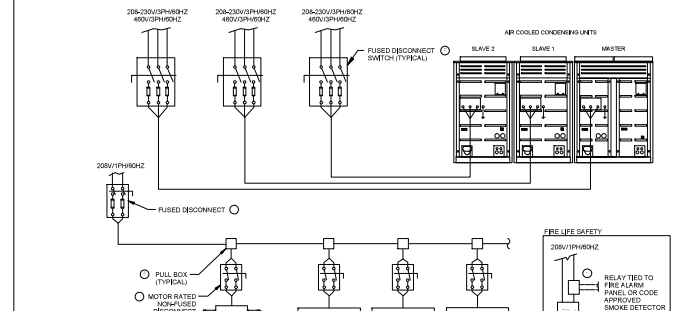 208-230V/3PH/60HZ
460V/3PH/60HZ
208-230V/3PH/60HZ
460V/3PH/60HZ
208-230V/3PH/60HZ
460V/3PH/60HZ
AIR COOLED CONDENSING UNITS
SLAVE 2
SLAVE 1
MASTER
FUSED DISCONNECT
SWITCH (TYPICAL)
208V/1PH/60HZ
FUSED DISCONNECT
PULL BOX
(TYPICAL)
MOTOR RATED
NON-FUSED
DISCONNECT
FIRE LIFE SAFETY
208V/1PH/60HZ
RELAY TIED TO
FIRE ALARM
PANEL OR CODE
APPROVED
SMOKE DETECTOR